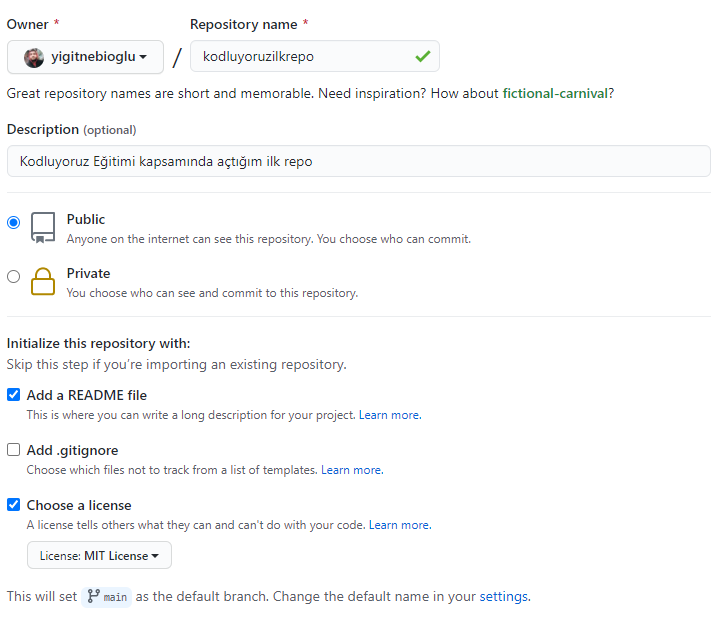 Owner * Repository name *
yigitnebioglu / kodluyoruzilkrepo
Great repository names are short and memorable. Need inspiration? How about fictional-carnival?
Description (optional)
Kodluyoruz Eğitimi kapsamında açtığım ilk repo
Public
Anyone on the internet can see this repository. You choose who can commit.
Private
You choose who can see and commit to this repository.
Initialize this repository with:
Skip this step if you're importing an existing repository.
Add a README file
This is where you can write a long description for your project. Learn more.
Add .gitignore
Choose which files not to track from a list of templates. Learn more.
Choose a license
A license tells others what they can and can't do with your code. Learn more.
License: MIT License
This will set main as the default branch. Change the default name in your settings.